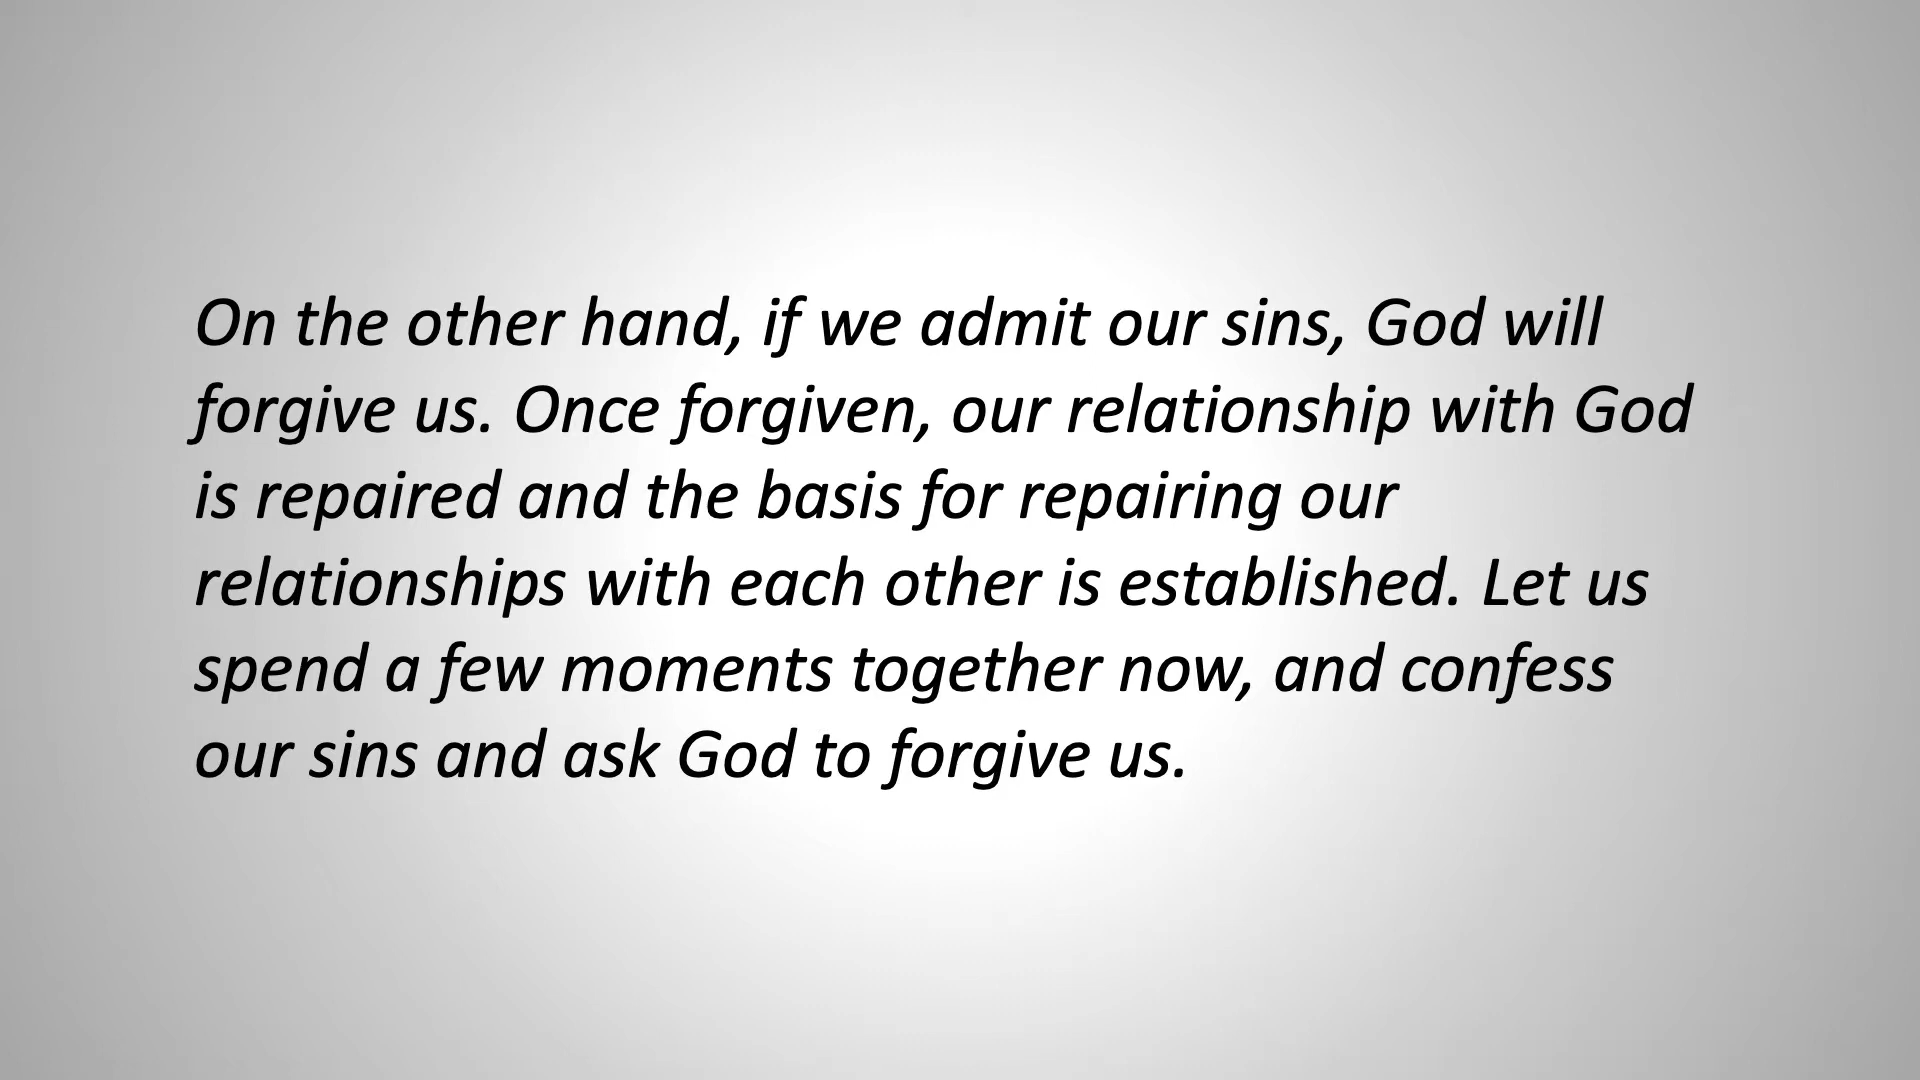 On the other hand, if we admit our sins, God will
forgive us. Once forgiven, our relationship with God
is repaired and the basis for repairing our
relationships with each other is established. Let us
spend a few moments together now, and confess
our sins and ask God to forgive us.